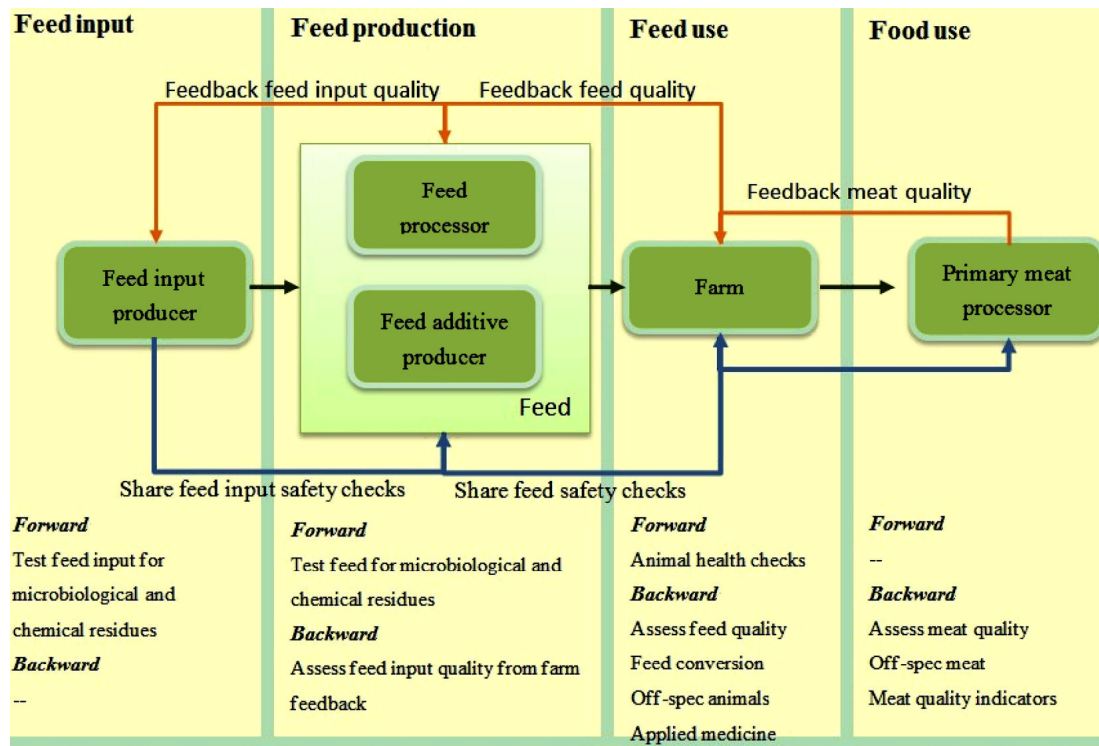 Feed input
Feed production
Feed use
Food use
Feedback feed input quality
Feedback feed quality
Feedback meat quality
Feed input
producer
Feed
processor
Feed additive
producer
Feed
Farm
Primary meat
processor
Share feed input safety checks
Share feed safety checks
Forward
Test feed input for
microbiological and
chemical residues
Backward
--
Forward
Test feed for microbiological and
chemical residues
Backward
Assess feed input quality from farm
feedback
Forward
Animal health checks
Backward
Assess feed quality
Feed conversion
Off-spec animals
Applied medicine
Forward
--
Backward
Assess meat quality
Off-spec meat
Meat quality indicators